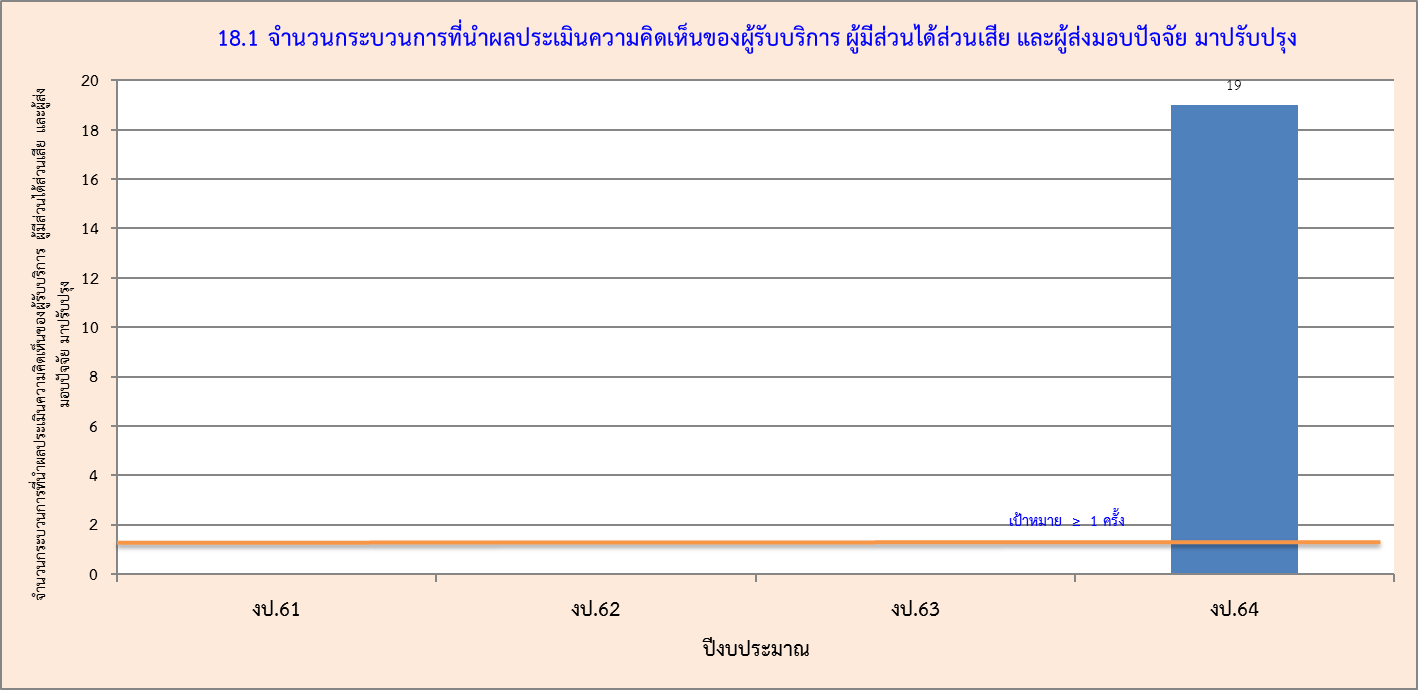 18.1 จำนวนกระบวนการที่นำผลประเมินความคิดเห็นของผู้รับบริการ ผู้มีส่วนได้ส่วนเสีย และผู้ส่งมอบปัจจัย มาปรับปรุง
จำนวนกระบวนการที่นำผลประเมินความคิดเห็นของผู้รับบริการ ผู้มีส่วนได้ส่วนเสีย และผู้ส่ง
มอบปัจจัย มาปรับปรุง
20
18
16
14
12
10
8
6
4
2
0
19
เป้าหมาย ≥ 1 ครั้ง
งป.61 งป.62 งป.63 งป.64
ปีงบประมาณ